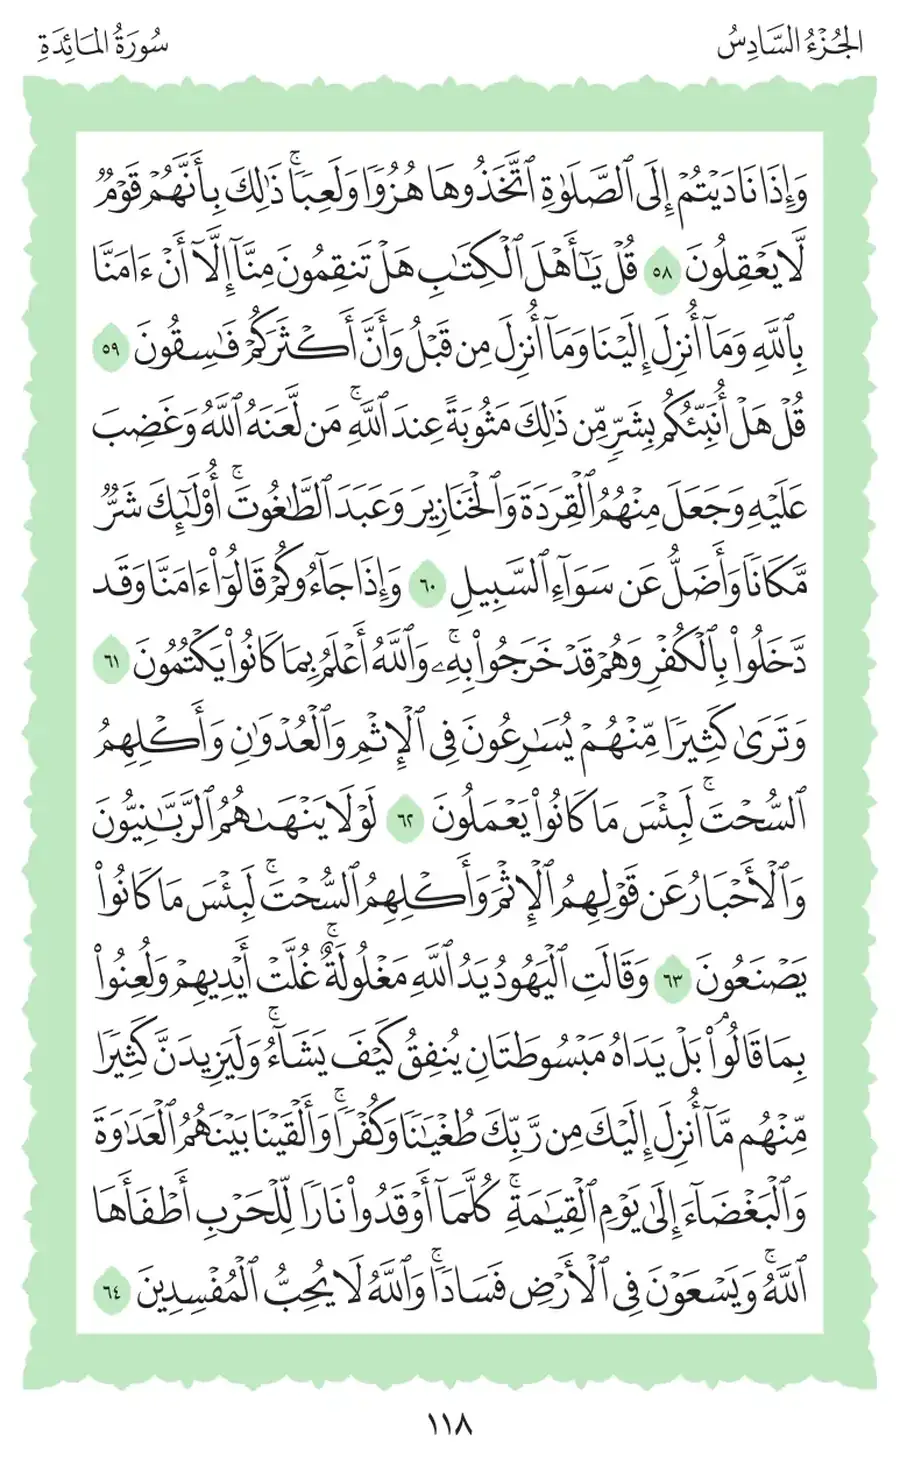 الجُزْءُ السَّادِسُ
سُورَةُ المَائِدَةِ
وَإِذَا نَادَيْتُمْ إِلَى ٱلصَّلَوٰةِ ٱتَّخَذُوهَا هُزُوٗا وَلَعِبٗاۚ ذَٰلِكَ بِأَنَّهُمْ قَوْمٞ
لَّا يَعْقِلُونَ ٥٨ قُلْ يَٰٓأَهْلَ ٱلْكِتَٰبِ هَلْ تَنقِمُونَ مِنَّآ إِلَّآ أَنْ ءَامَنَّا
بِٱللَّهِ وَمَآ أُنزِلَ إِلَيْنَا وَمَآ أُنزِلَ مِن قَبْلُ وَأَنَّ أَكْثَرَكُمْ فَٰسِقُونَ ٥٩
قُلْ هَلْ أُنَبِّئُكُم بِشَرّٖ مِّن ذَٰلِكَ مَثُوبَةً عِندَ ٱللَّهِۚ مَن لَّعَنَهُ ٱللَّهُ وَغَضِبَ
عَلَيْهِ وَجَعَلَ مِنْهُمُ ٱلْقِرَدَةَ وَٱلْخَنَازِيرَ وَعَبَدَ ٱلطَّٰغُوتَۚ أُوْلَٰٓئِكَ شَرّٞ
مَّكَانٗا وَأَضَلُّ عَن سَوَآءِ ٱلسَّبِيلِ ٦٠ وَإِذَا جَآءُوكُمْ قَالُوٓاْ ءَامَنَّا وَقَد
دَّخَلُواْ بِٱلْكُفْرِ وَهُمْ قَدْ خَرَجُواْ بِهِۦۚ وَٱللَّهُ أَعْلَمُ بِمَا كَانُواْ يَكْتُمُونَ ٦١
وَتَرَىٰ كَثِيرٗا مِّنْهُمْ يُسَٰرِعُونَ فِى ٱلْإِثْمِ وَٱلْعُدْوَٰنِ وَأَكْلِهِمُ
ٱلسُّحْتَۚ لَبِئْسَ مَا كَانُواْ يَعْمَلُونَ ٦٢ لَوْلَا يَنْهَىٰهُمُ ٱلرَّبَّٰنِيُّونَ
وَٱلْأَحْبَارُ عَن قَوْلِهِمُ ٱلْإِثْمَ وَأَكْلِهِمُ ٱلسُّحْتَۚ لَبِئْسَ مَا كَانُواْ
يَصْنَعُونَ ٦٣ وَقَالَتِ ٱلْيَهُودُ يَدُ ٱللَّهِ مَغْلُولَةٌۚ غُلَّتْ أَيْدِيهِمْ وَلُعِنُواْ
بِمَا قَالُواْۘ بَلْ يَدَاهُ مَبْسُوطَتَانِ يُنفِقُ كَيْفَ يَشَآءُۚ وَلَيَزِيدَنَّ كَثِيرٗا
مِّنْهُم مَّآ أُنزِلَ إِلَيْكَ مِن رَّبِّكَ طُغْيَٰنٗا وَكُفْرٗاۚ وَأَلْقَيْنَا بَيْنَهُمُ ٱلْعَدَٰوَةَ
وَٱلْبَغْضَآءَ إِلَىٰ يَوْمِ ٱلْقِيَٰمَةِۚ كُلَّمَآ أَوْقَدُواْ نَارٗا لِّلْحَرْبِ أَطْفَأَهَا
ٱللَّهُۚ وَيَسْعَوْنَ فِى ٱلْأَرْضِ فَسَادٗاۚ وَٱللَّهُ لَا يُحِبُّ ٱلْمُفْسِدِينَ ٦٤
١١٨